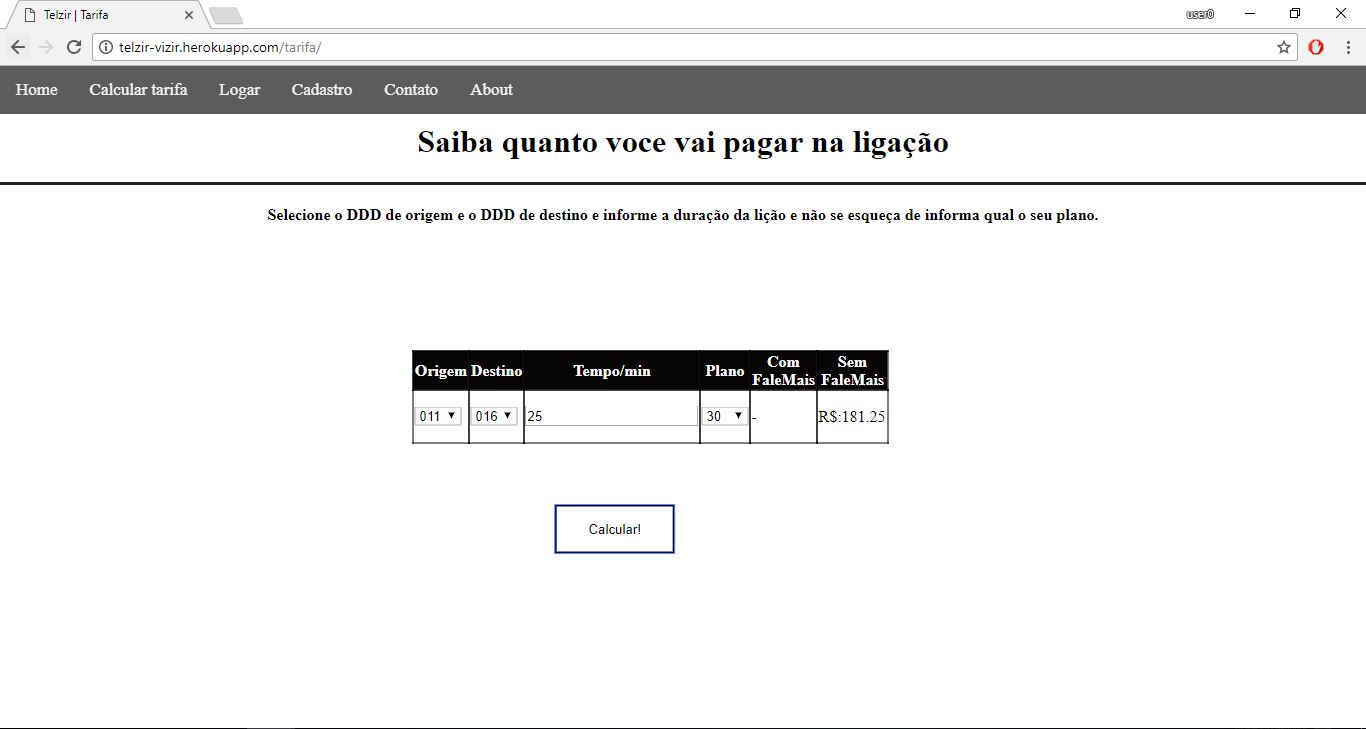 Telzir | Tarifa
user0
telzir-vizir.herokuapp.com/tarifa/
Home Calcular tarifa Logar Cadastro Contato About
Saiba quanto voce vai pagar na ligação
Selecione o DDD de origem e o DDD de destino e informe a duração da lição e não se esqueça de informa qual o seu plano.
Origem Destino Tempo/min Plano Com FaleMais Sem FaleMais
011 016 25 30 - R$:181.25
Calcular!